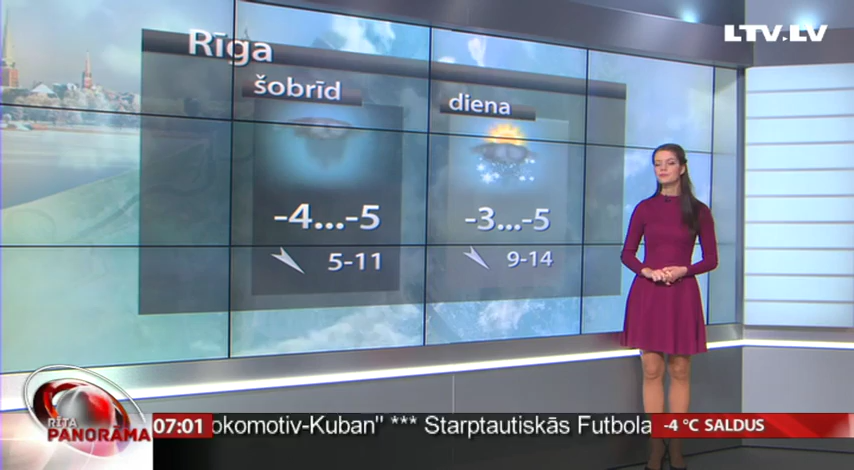 LTV.LV
Rīga
šobrīd
diena
-4...-5
-3...-5
5-11
9-14
RĪTA
PANORĀMA
07:01
okomotiv-Kuban" *** Starptautiskās Futbola
-4 °C SALDUS